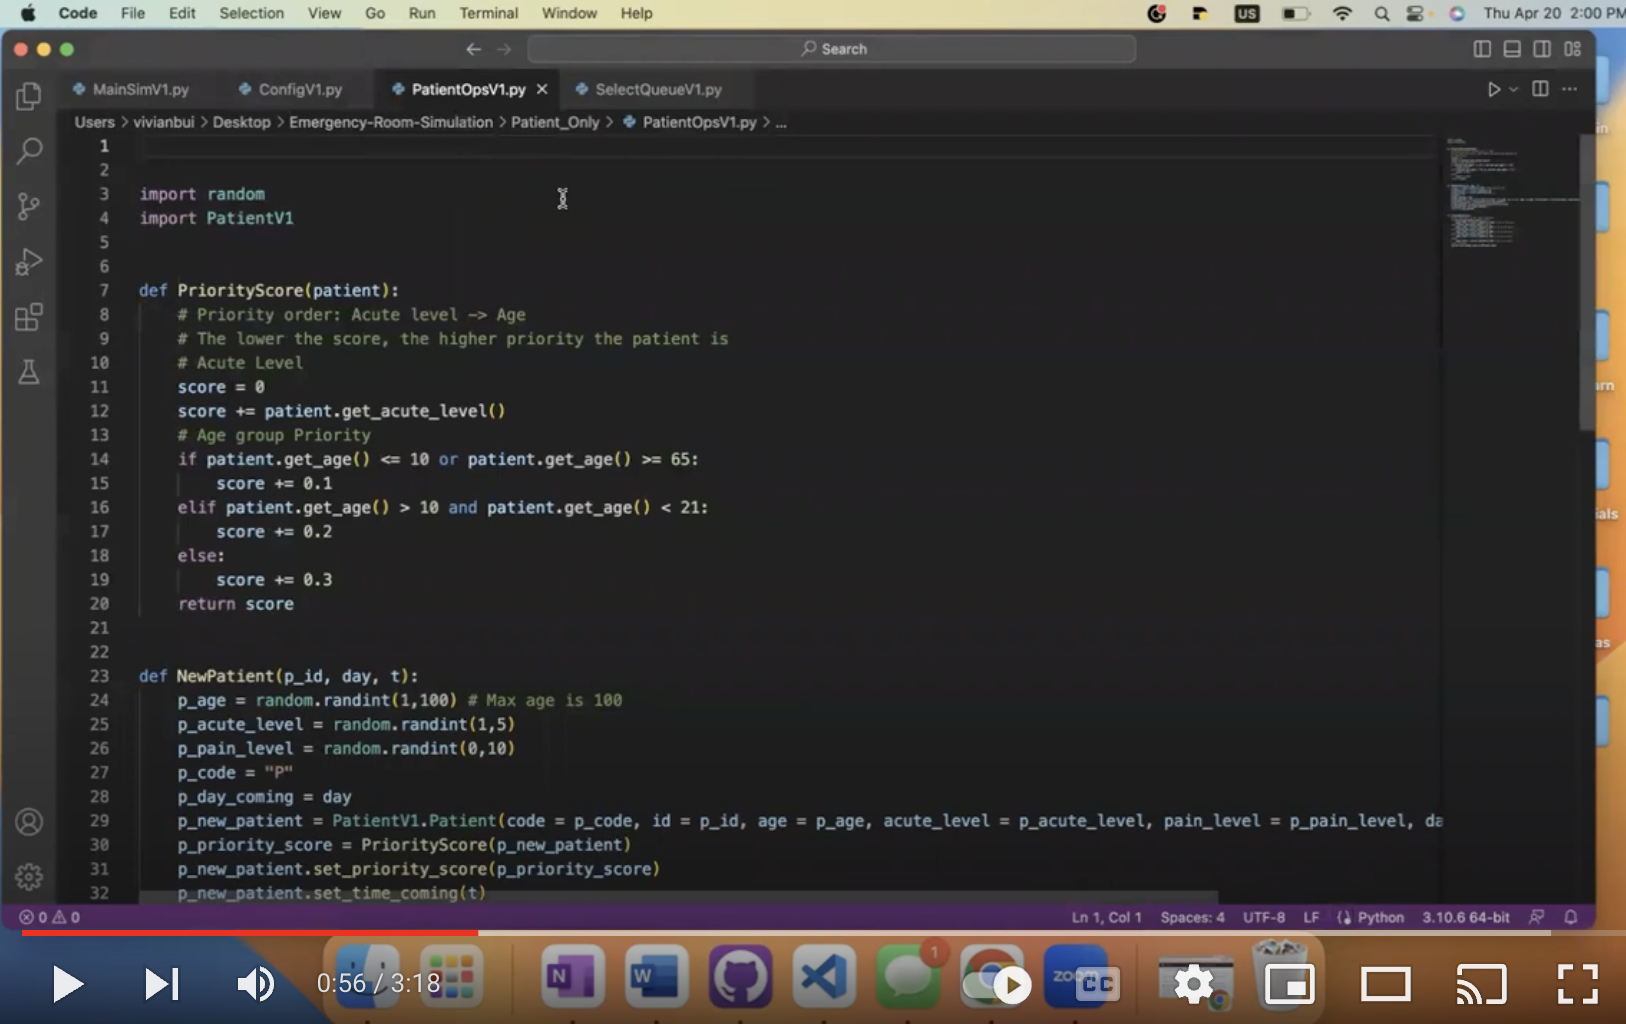 Code File Edit Selection View Go Run Terminal Window Help US Thu Apr 20 2:00 PM
Search
MainSimV1.py ConfigV1.py PatientOpsV1.py SelectQueueV1.py
Users > vivianbui > Desktop > Emergency-Room-Simulation > Patient_Only > PatientOpsV1.py > ...
1
2
3 import random
4 import PatientV1
5
6
7 def PriorityScore(patient):
8 # Priority order: Acute level -> Age
9 # The lower the score, the higher priority the patient is
10 # Acute Level
11 score = 0
12 score += patient.get_acute_level()
13 # Age group Priority
14 if patient.get_age() <= 10 or patient.get_age() >= 65:
15 score += 0.1
16 elif patient.get_age() > 10 and patient.get_age() < 21:
17 score += 0.2
18 else:
19 score += 0.3
20 return score
21
22
23 def NewPatient(p_id, day, t):
24 p_age = random.randint(1,100) # Max age is 100
25 p_acute_level = random.randint(1,5)
26 p_pain_level = random.randint(0,10)
27 p_code = "P"
28 p_day_coming = day
29 p_new_patient = PatientV1.Patient(code = p_code, id = p_id, age = p_age, acute_level = p_acute_level, pain_level = p_pain_level, da
30 p_priority_score = PriorityScore(p_new_patient)
31 p_new_patient.set_priority_score(p_priority_score)
32 p_new_patient.set_time_coming(t)
0 0 Ln 1, Col 1 Spaces: 4 UTF-8 LF Python 3.10.6 64-bit
in
rn
ials
as
N W 1 zoom CC
0:56 / 3:18